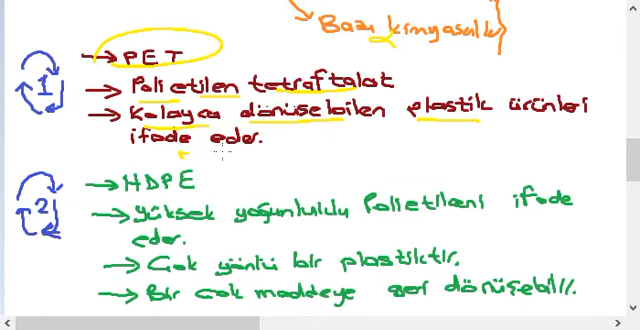 Bazı kimyasallar
→ PET
1
→ Polietilen tetraftalat
→ Kolayca dönüşebilen plastik ürünleri
ifade eder.
→ HDPE
2
→ Yüksek yoğunluklu Polietileni ifade
eder.
→ Çok yönlü bir plastiktir.
→ Bir çok maddeye geri dönüşebilir.